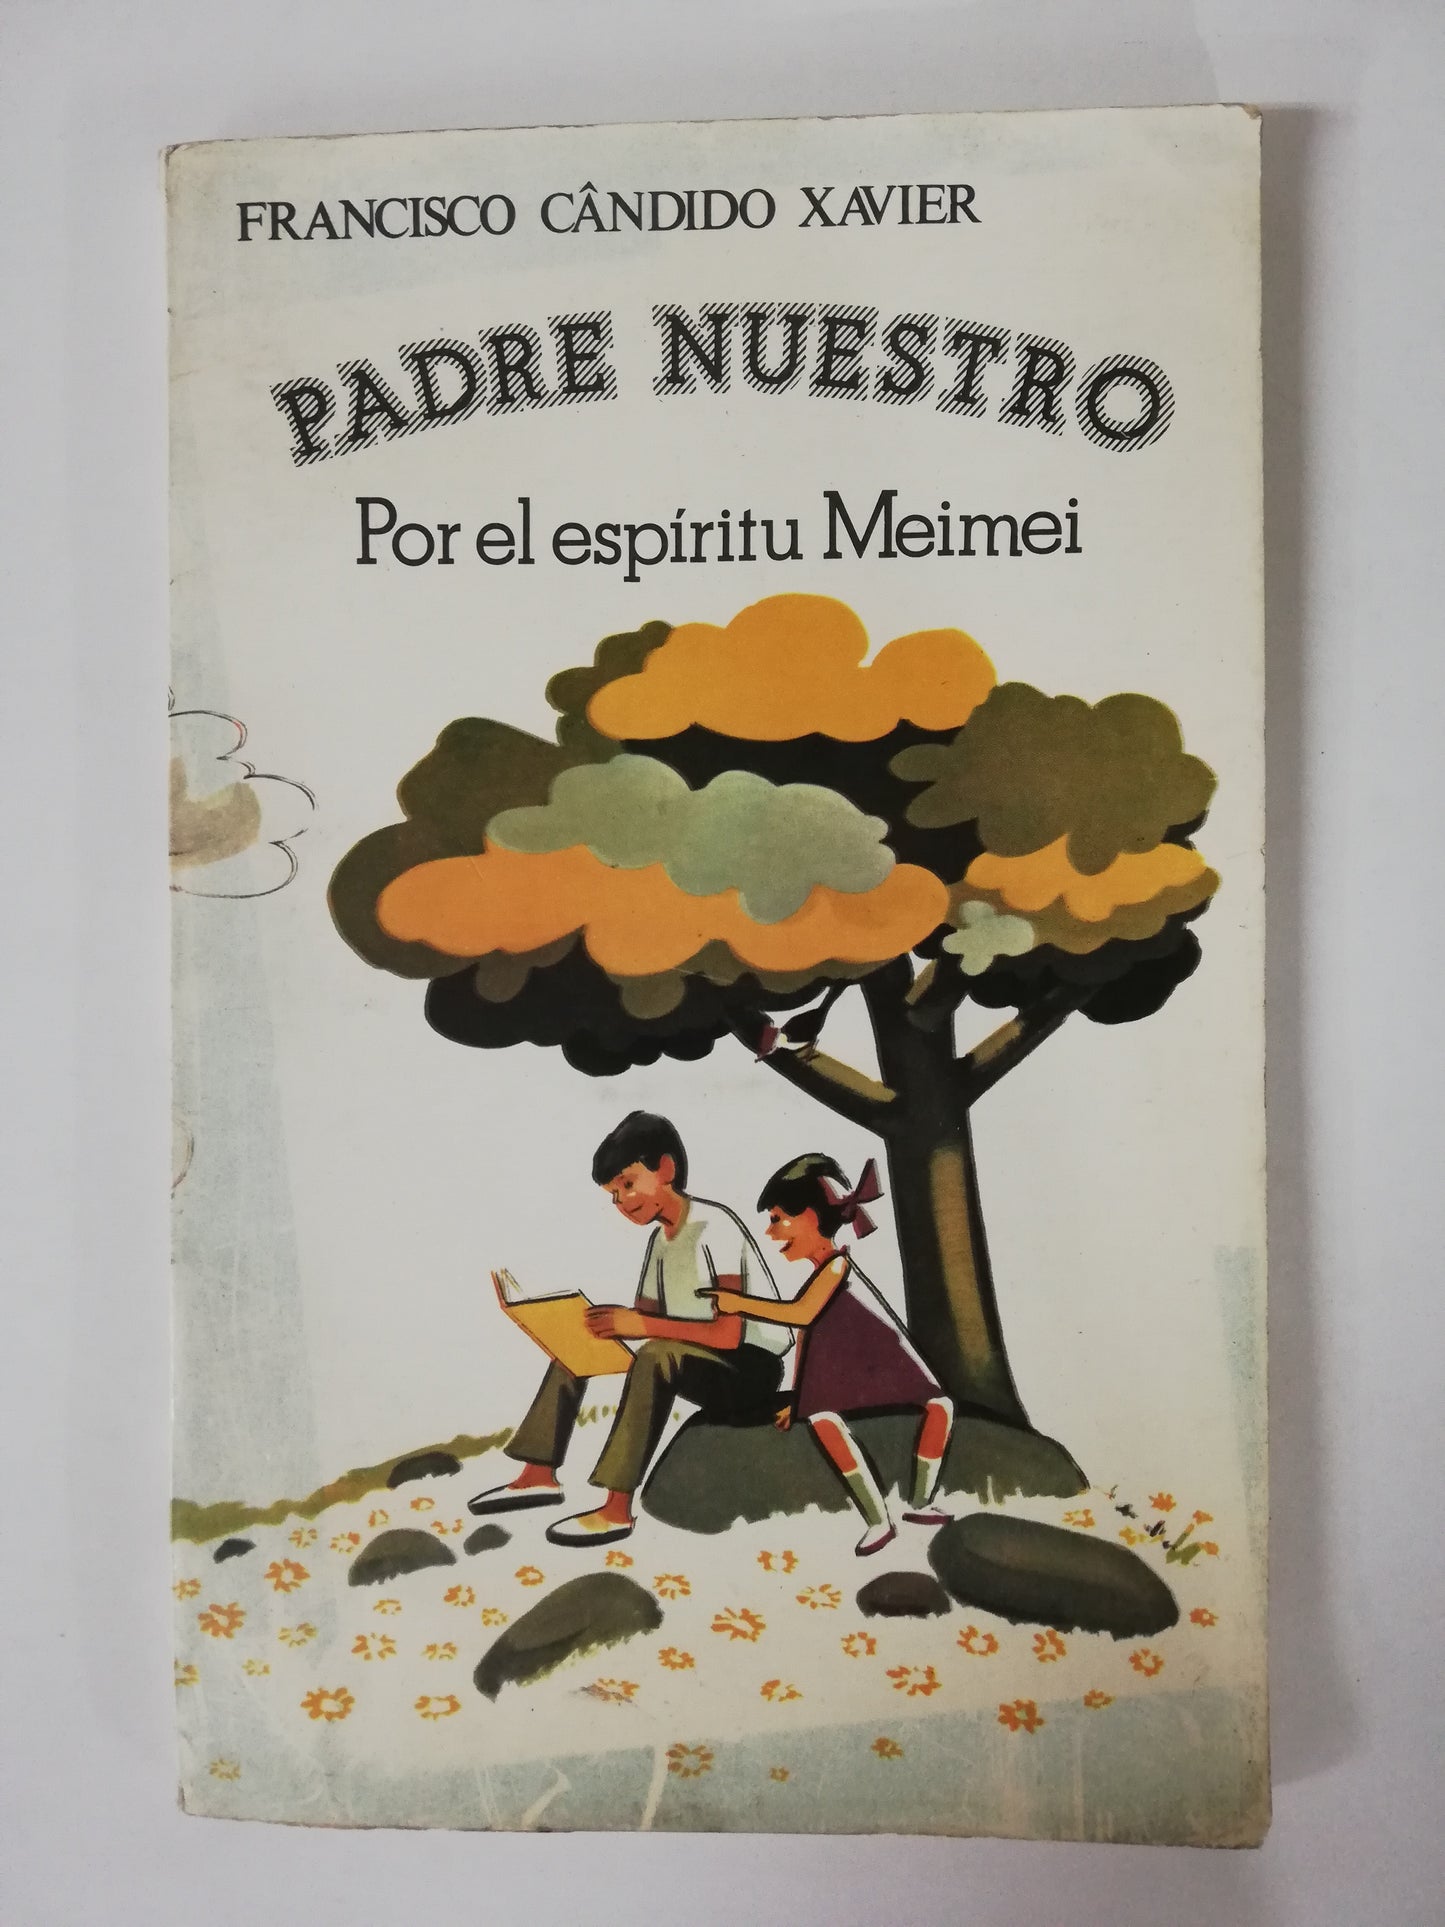 FRANCISCO CÂNDIDO XAVIER
PADRE NUESTRO
Por el espíritu Meimei